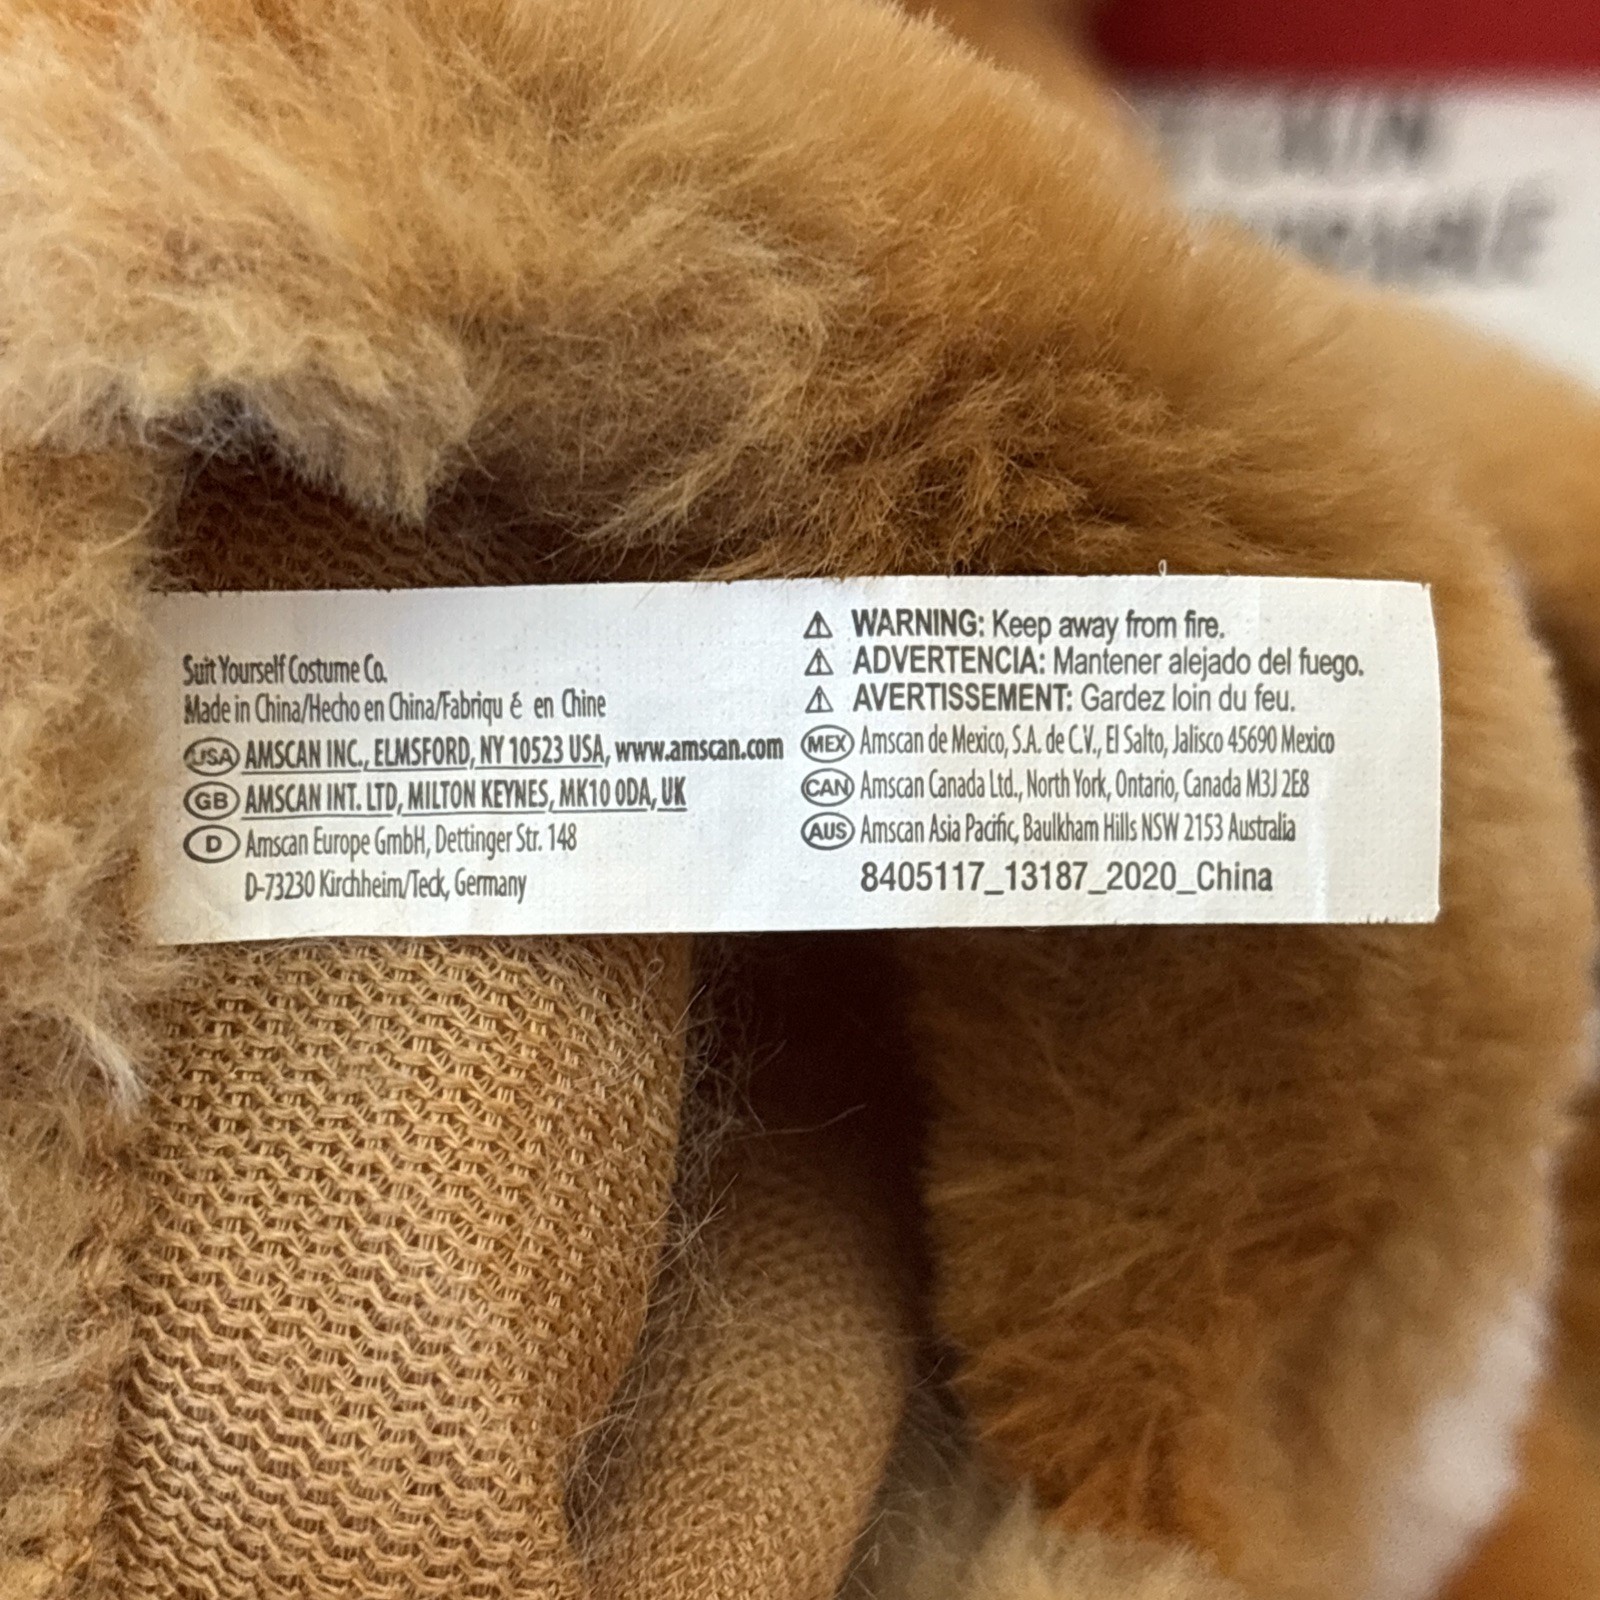 Suit Yourself Costume Co.
Made in China/Hecho en China/Fabriqu é en Chine
USA AMSCAN INC., ELMSFORD, NY 10523 USA, www.amscan.com
GB AMSCAN INT. LTD, MILTON KEYNES, MK10 0DA, UK
D Amscan Europe GmbH, Dettinger Str. 148
D-73230 Kirchheim/Teck, Germany
⚠ WARNING: Keep away from fire.
⚠ ADVERTENCIA: Mantener alejado del fuego.
⚠ AVERTISSEMENT: Gardez loin du feu.
MEX Amscan de Mexico, S.A. de C.V., El Salto, Jalisco 45690 Mexico
CAN Amscan Canada Ltd., North York, Ontario, Canada M3J 2E8
AUS Amscan Asia Pacific, Baulkham Hills NSW 2153 Australia
8405117_13187_2020_China